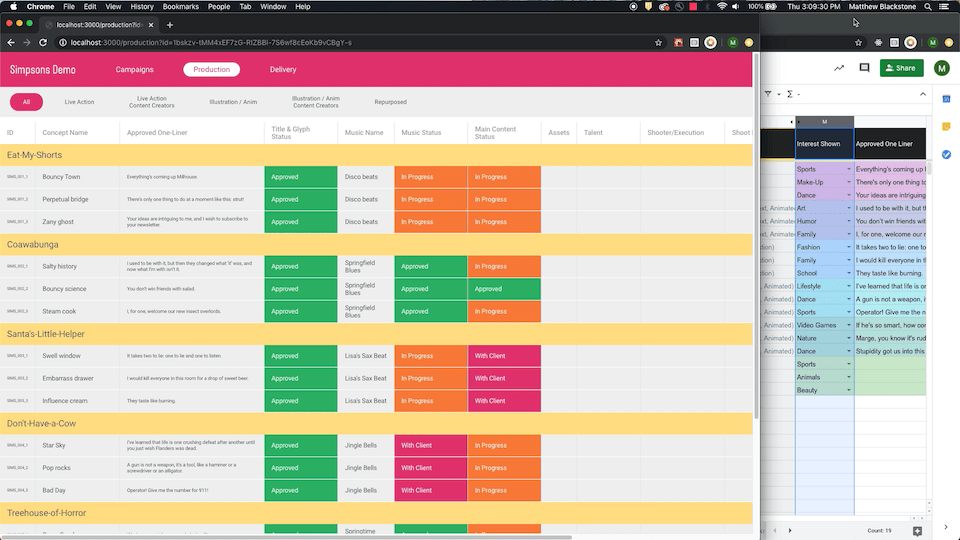 Chrome File Edit View History Bookmarks People Tab Window Help
100% Thu 3:09:30 PM Matthew Blackstone
localhost:3000/production?id=
localhost:3000/production?id=1bskzv-tMM4xEF7zG-RIZBBl-7S6wf8cEoKb9vCBgY-s
M
M
Simpsons Demo Campaigns Production Delivery
Share M
All Live Action Live Action Content Creators Illustration / Anim Illustration / Anim Content Creators Repurposed
ID Concept Name Approved One-Liner Title & Glyph Status Music Name Music Status Main Content Status Assets Talent Shooter/Execution Shoot
Eat-My-Shorts
SIMS_001_1 Bouncy Town Everything's coming up Milhouse Approved Disco beats In Progress In Progress
SIMS_001_2 Perpetual bridge There's only one thing to do at a moment like this: strut! Approved Disco beats In Progress In Progress
SIMS_001_3 Zany ghost Your ideas are intriguing to me, and I wish to subscribe to your newsletter. Approved Disco beats In Progress In Progress
Coawabunga
SIMS_002_1 Salty history I used to be with it, but then they changed what 'it' was, and now what I'm with isn't it. Approved Springfield Blues Approved In Progress
SIMS_002_2 Bouncy science You don't win friends with salad Approved Springfield Blues Approved Approved
SIMS_002_3 Steam cook I, for one, welcome our new insect overlords. Approved Springfield Blues Approved In Progress
Santa's-Little-Helper
SIMS_003_1 Swell window It takes two to lie: one to lie and one to listen. Approved Lisa's Sax Beat In Progress With Client
SIMS_003_2 Embarrass drawer I would kill everyone in this room for a drop of sweet beer. Approved Lisa's Sax Beat In Progress With Client
SIMS_003_3 Influence cream They taste like burning. Approved Lisa's Sax Beat In Progress With Client
Don't-Have-a-Cow
SIMS_004_1 Star Sky I've learned that life is one crushing defeat after another until you just wish Flanders was dead. Approved Jingle Bells With Client In Progress
SIMS_004_2 Pop rocks A gun is not a weapon, it's a tool, like a hammer or a screwdriver or an alligator. Approved Jingle Bells With Client In Progress
SIMS_004_3 Bad Day Operator! Give me the number for 911! Approved Jingle Bells With Client In Progress
Treehouse-of-Horror
Springtime
M
Interest Shown Approved One Liner
Sports Everything's coming up
Make-Up There's only one thing to
Dance Your ideas are intriguing
Animated Art I used to be with it, but th
Humor You don't win friends with
Animated Family I, for one, welcome our n
Fashion It takes two to lie: one to
Family I would kill everyone in th
School They taste like burning.
Animated Lifestyle I've learned that life is on
Dance A gun is not a weapon, it
Sports Operator! Give me the n
Animated Video Games If he's so smart, how con
Nature Marge, you know it's rud
Animated Dance Stupidity got us into this
Sports
Animals
Beauty
Count: 19